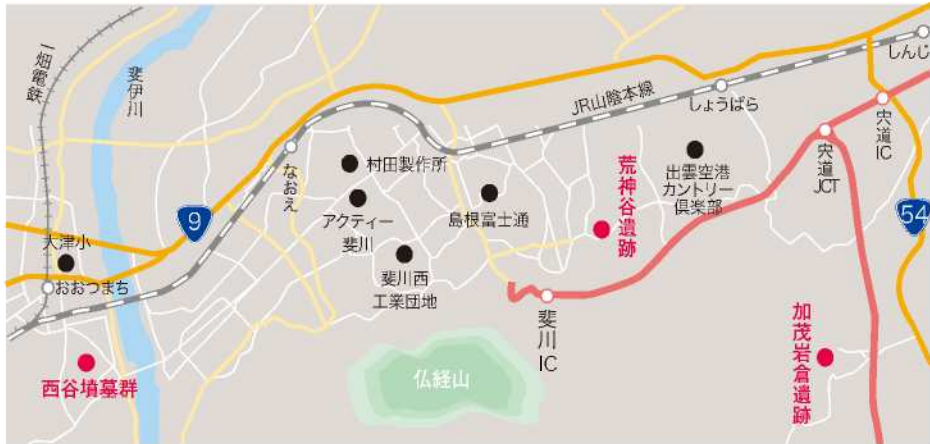 一畑電鉄
斐伊川
しんじ
JR山陰本線
しょうばら
宍道
IC
宍道
JCT
なおえ
村田製作所
アクティー
斐川
斐川西
工業団地
島根富士通
荒神谷遺跡
出雲空港
カントリー
倶楽部
9
54
大津小
おおつまち
斐川
IC
仏経山
加茂岩倉遺跡
西谷墳墓群